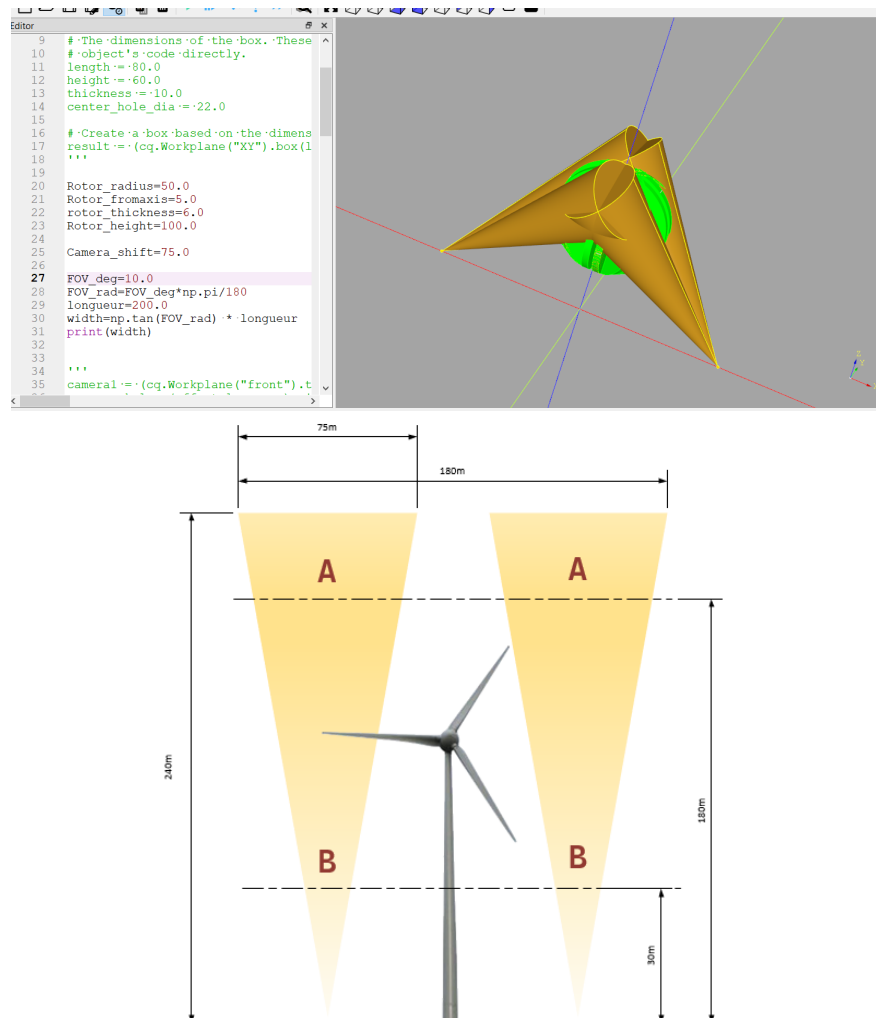 Editor
9 # The dimensions of the box. These
10 # object's code directly.
11 length = 80.0
12 height = 60.0
13 thickness = 10.0
14 center_hole_dia = 22.0
15
16 # Create a box based on the dimens
17 result = (cq.Workplane("XY").box(l
18 '''
19
20 Rotor_radius=50.0
21 Rotor_fromaxis=5.0
22 rotor_thickness=6.0
23 Rotor_height=100.0
24
25 Camera_shift=75.0
26
27 FOV_deg=10.0
28 FOV_rad=FOV_deg*np.pi/180
29 longueur=200.0
30 width=np.tan(FOV_rad) * longueur
31 print(width)
32
33
34 '''
35 camera1 = (cq.Workplane("front").t
75m
180m
A A
240m
180m
B B
30m